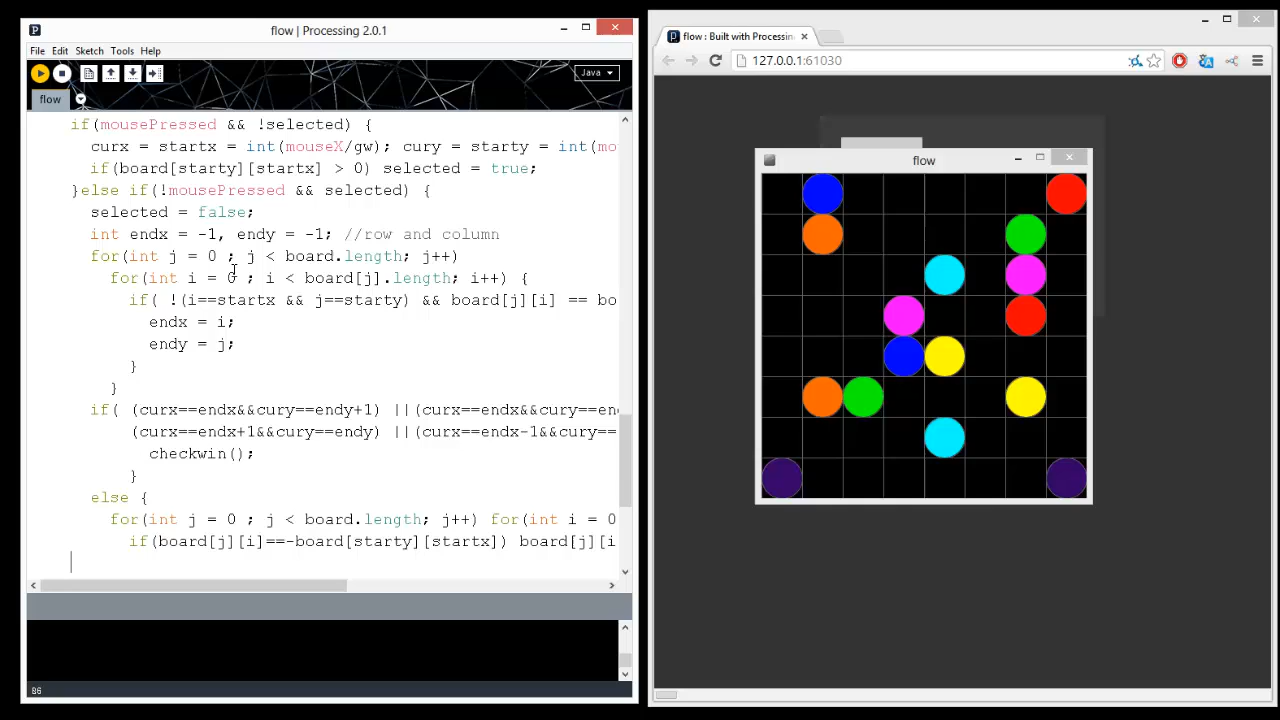 flow | Processing 2.0.1
File Edit Sketch Tools Help
Java
flow
if(mousePressed && !selected) {
curx = startx = int(mouseX/gw); cury = starty = int(mo
if(board[starty][startx] > 0) selected = true;
}else if(!mousePressed && selected) {
selected = false;
int endx = -1, endy = -1; //row and column
for(int j = 0 ; j < board.length; j++)
for(int i = 0 ; i < board[j].length; i++) {
if( !(i==startx && j==starty) && board[j][i] == bo
endx = i;
endy = j;
}
}
if( (curx==endx&&cury==endy+1) ||(curx==endx&&cury==en
(curx==endx+1&&cury==endy) ||(curx==endx-1&&cury==
checkwin();
}
else {
for(int j = 0 ; j < board.length; j++) for(int i = 0
if(board[j][i]==-board[starty][startx]) board[j][i
86
flow : Built with Processin
127.0.0.1:61030
flow